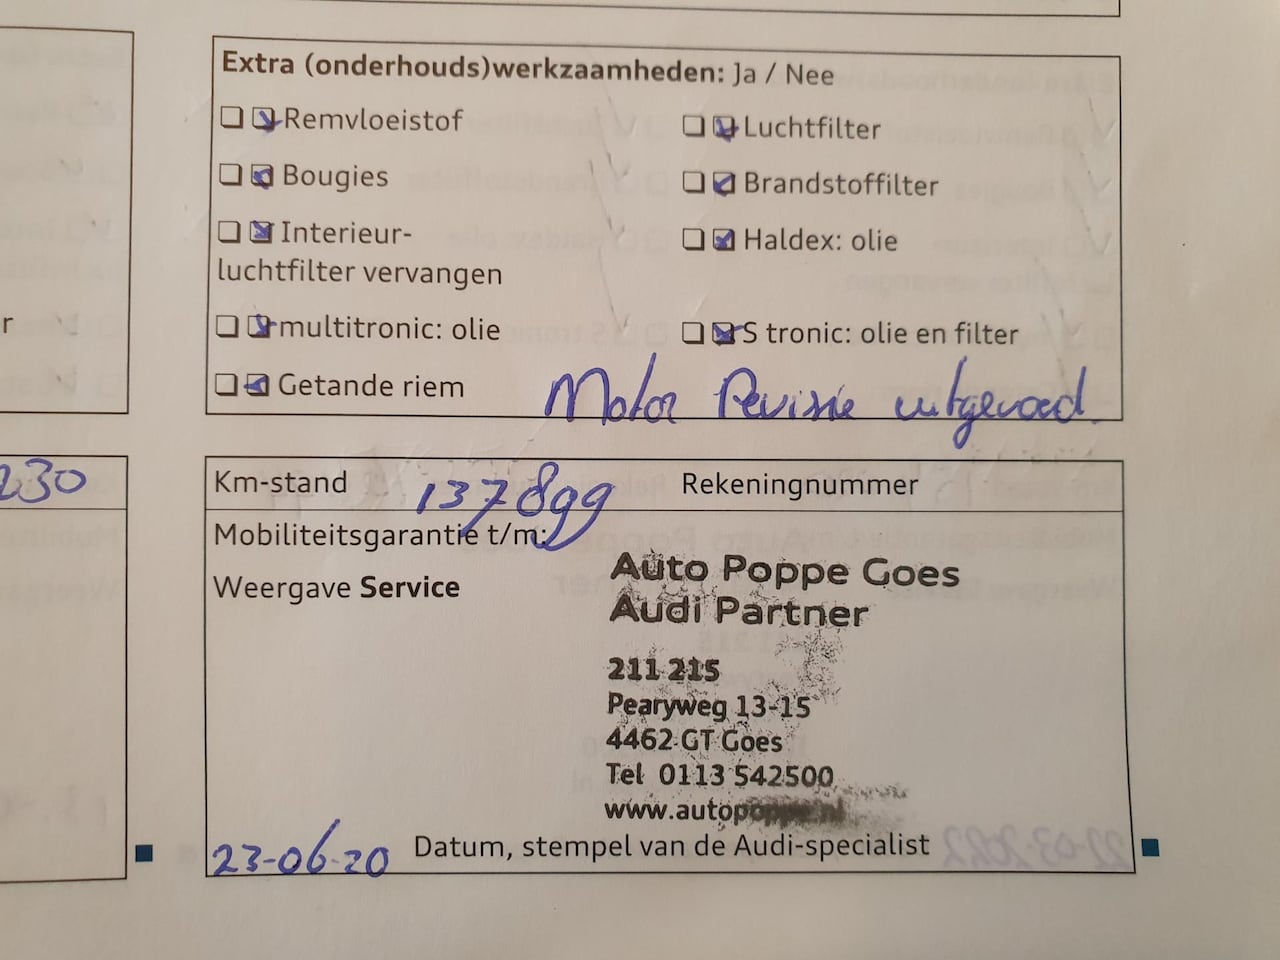 Extra (onderhouds)werkzaamheden: Ja / Nee
Remvloeistof
Luchtfilter
Bougies
Brandstoffilter
Interieur-
luchtfilter vervangen
Haldex: olie
multitronic: olie
S tronic: olie en filter
Getande riem
Motor Revisie uitgevoed
r
230
Km-stand 137899 Rekeningnummer
Mobiliteitsgarantie t/m:
Weergave Service
Auto Poppe Goes
Audi Partner
211 215
Pearyweg 13-15
4462 GT Goes
Tel 0113 542500
www.autopoppe.nl
23-06-20 Datum, stempel van de Audi-specialist